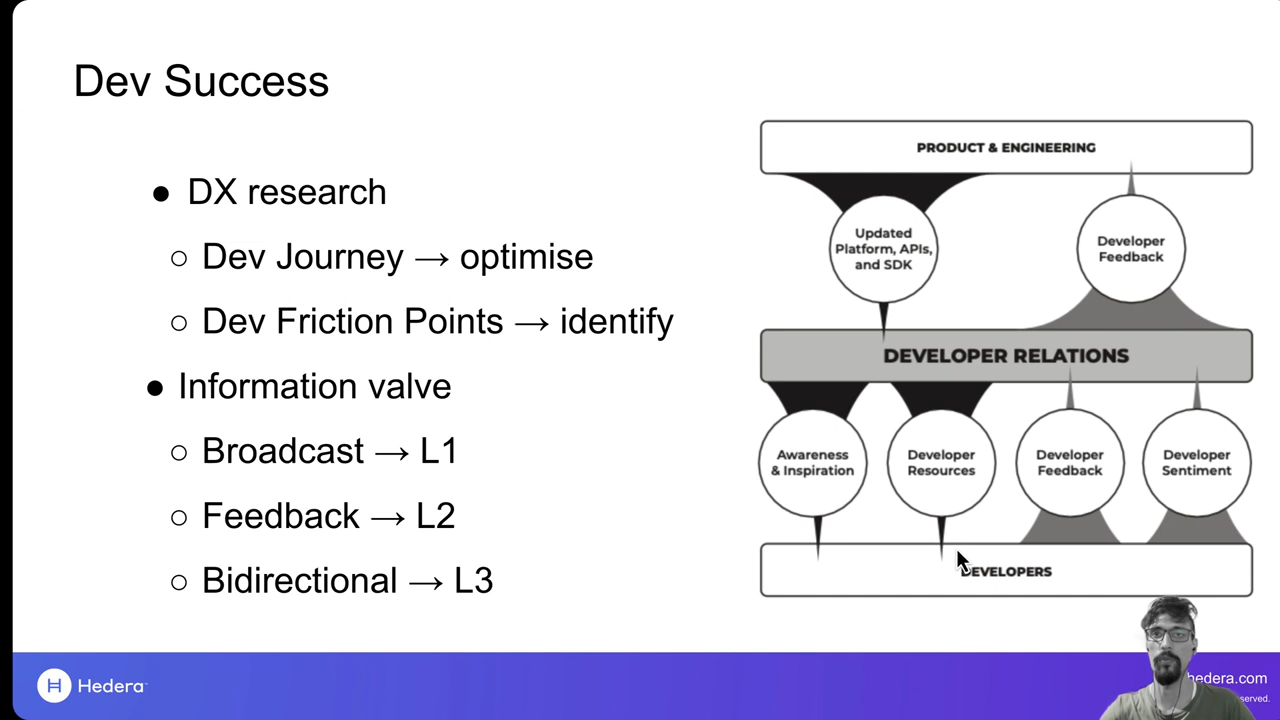 Dev Success
● DX research
○ Dev Journey → optimise
○ Dev Friction Points → identify
● Information valve
○ Broadcast → L1
○ Feedback → L2
○ Bidirectional → L3
PRODUCT & ENGINEERING
Updated
Platform, APIs,
and SDK
Developer
Feedback
DEVELOPER RELATIONS
Awareness
& Inspiration
Developer
Resources
Developer
Feedback
Developer
Sentiment
DEVELOPERS
H Hedera
hedera.com
served.